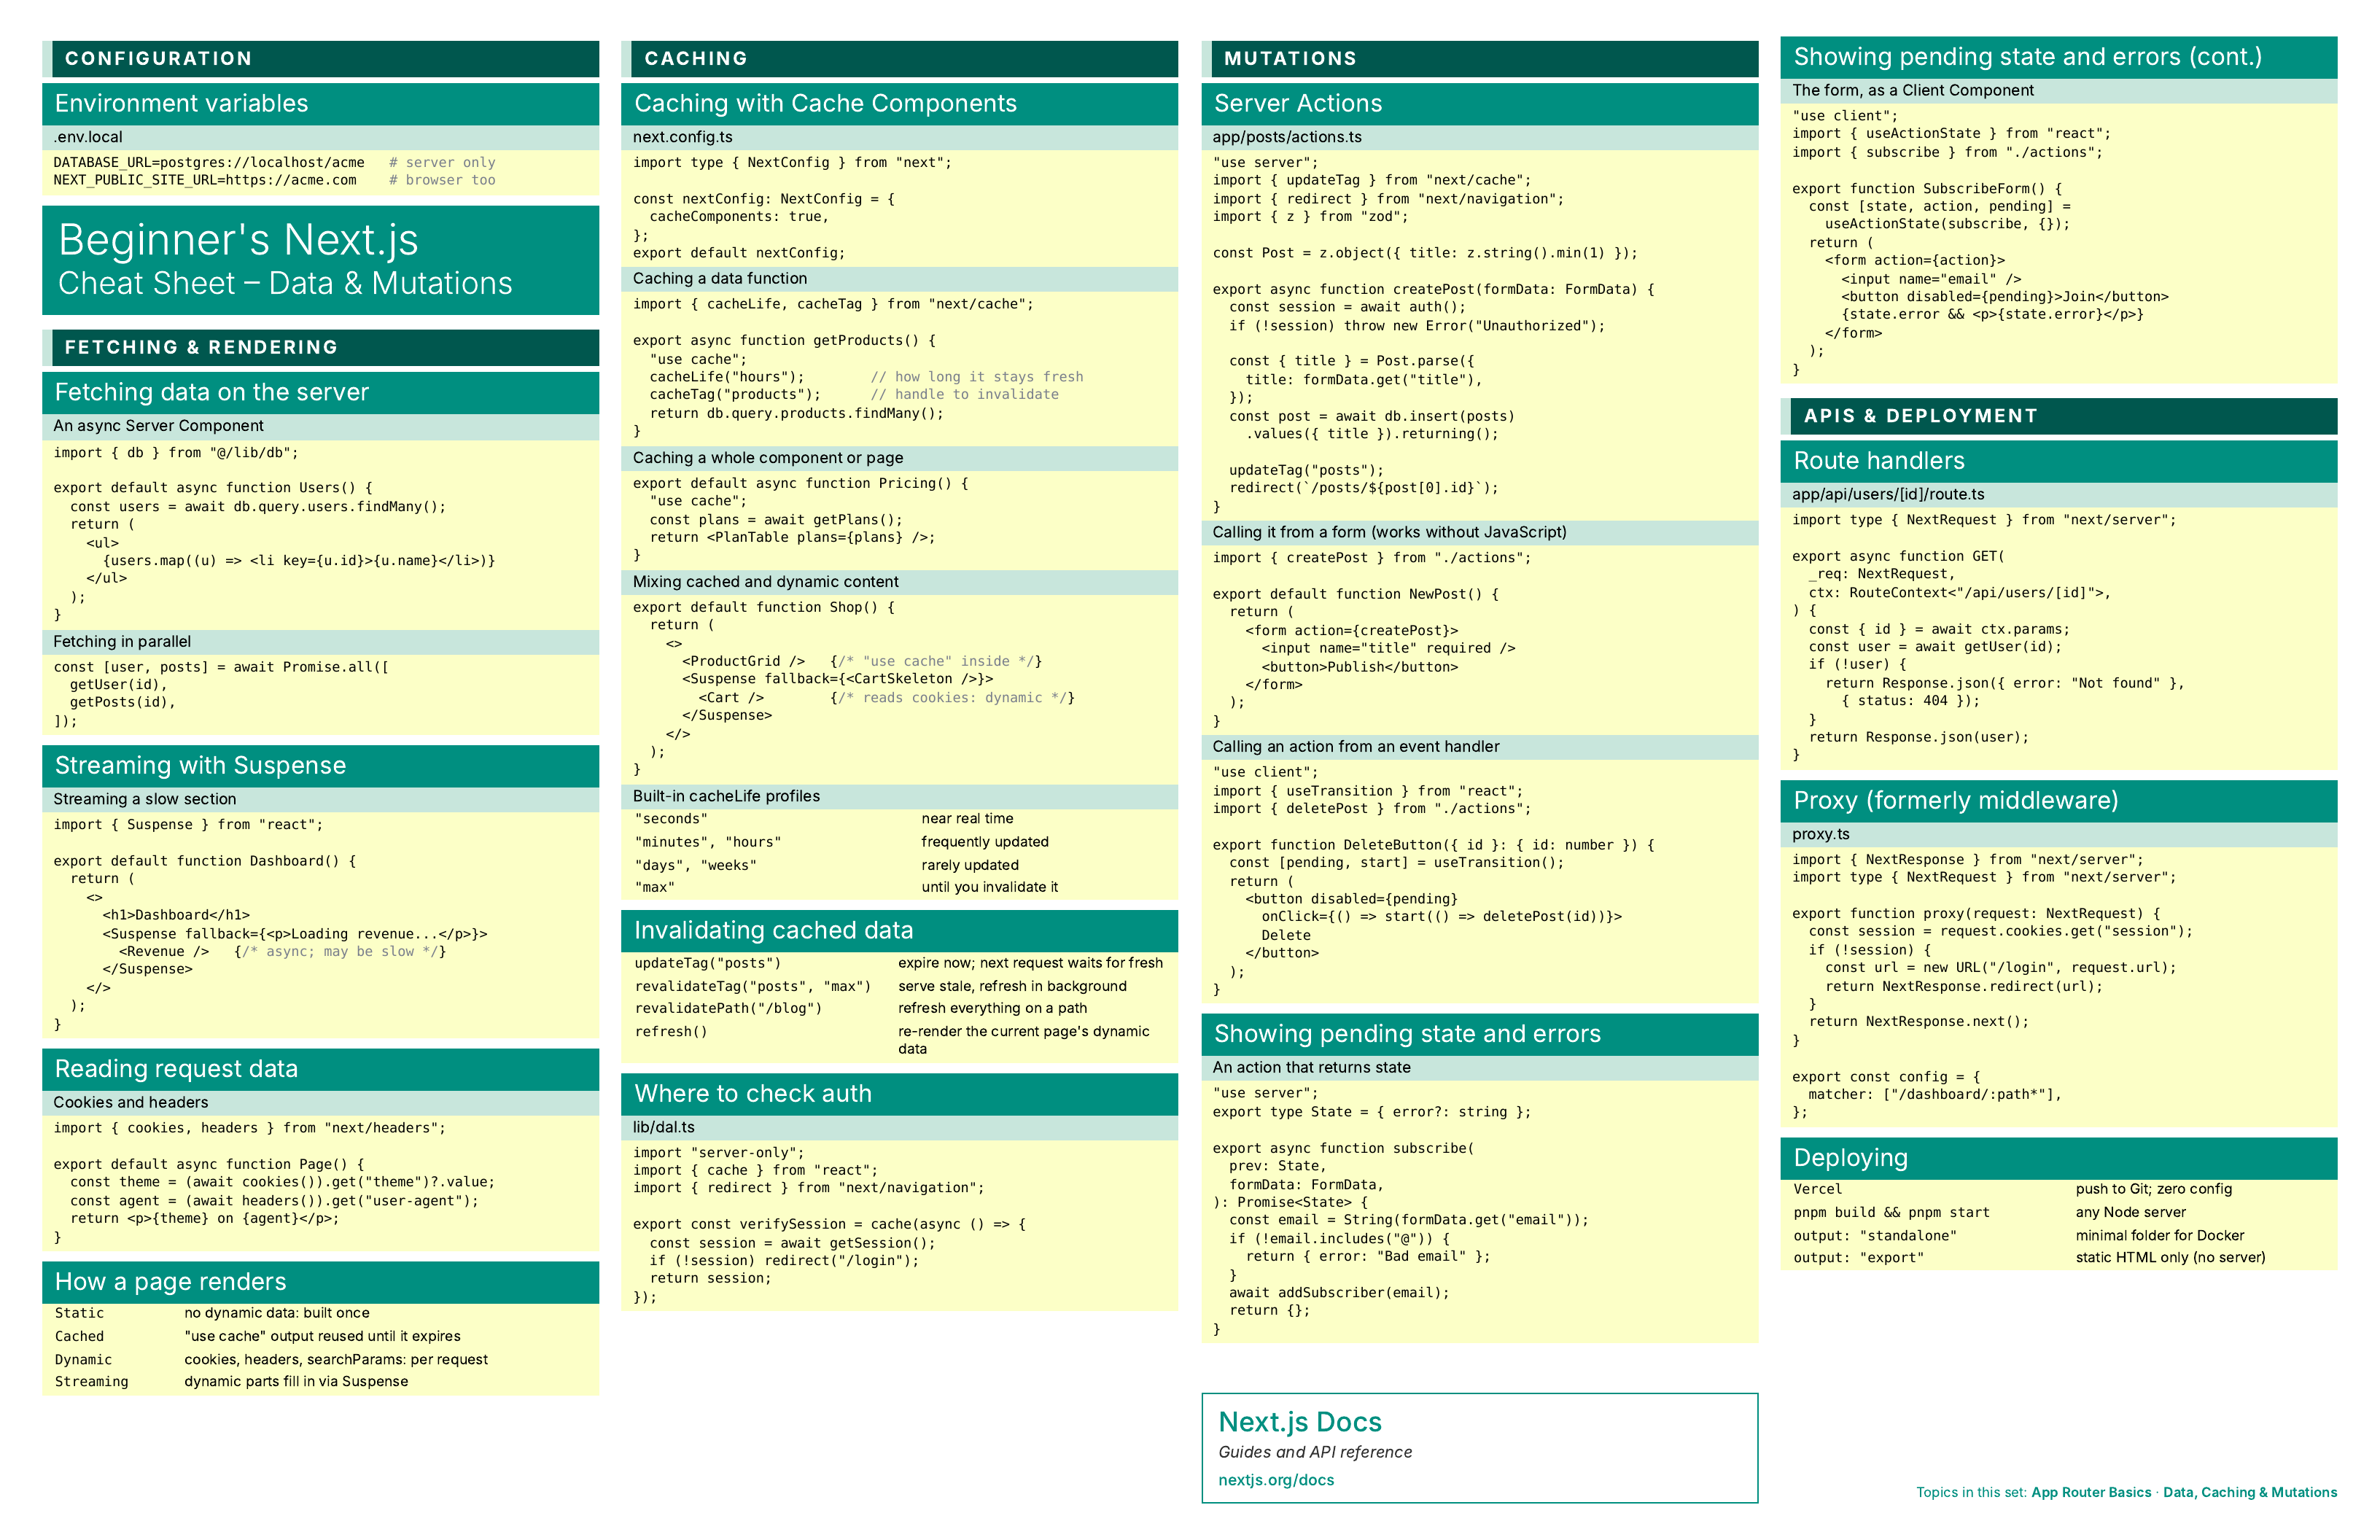 CONFIGURATION
Environment variables
.env.local
DATABASE_URL=postgres://localhost/acme   # server only
NEXT_PUBLIC_SITE_URL=https://acme.com    # browser too
Beginner's Next.js
Cheat Sheet – Data & Mutations
FETCHING & RENDERING
Fetching data on the server
An async Server Component
import { db } from "@/lib/db";
export default async function Users() {
  const users = await db.query.users.findMany();
  return (
    <ul>
      {users.map((u) => <li key={u.id}>{u.name}</li>)}
    </ul>
  );
}
Fetching in parallel
const [user, posts] = await Promise.all([
  getUser(id),
  getPosts(id),
]);
Streaming with Suspense
Streaming a slow section
import { Suspense } from "react";
export default function Dashboard() {
  return (
    <>
      <h1>Dashboard</h1>
      <Suspense fallback={<p>Loading revenue...</p>}>
        <Revenue />   {/* async; may be slow */}
      </Suspense>
    </>
  );
}
Reading request data
Cookies and headers
import { cookies, headers } from "next/headers";
export default async function Page() {
  const theme = (await cookies()).get("theme")?.value;
  const agent = (await headers()).get("user-agent");
  return <p>{theme} on {agent}</p>;
}
How a page renders
Static   no dynamic data: built once
Cached   "use cache" output reused until it expires
Dynamic   cookies, headers, searchParams: per request
Streaming   dynamic parts fill in via Suspense
CACHING
Caching with Cache Components
next.config.ts
import type { NextConfig } from "next";
const nextConfig: NextConfig = {
  cacheComponents: true,
};
export default nextConfig;
Caching a data function
import { cacheLife, cacheTag } from "next/cache";
export async function getProducts() {
  "use cache";
  cacheLife("hours");        // how long it stays fresh
  cacheTag("products");      // handle to invalidate
  return db.query.products.findMany();
}
Caching a whole component or page
export default async function Pricing() {
  "use cache";
  const plans = await getPlans();
  return <PlanTable plans={plans} />;
}
Mixing cached and dynamic content
export default function Shop() {
  return (
    <>
      <ProductGrid />   {/* "use cache" inside */}
      <Suspense fallback={<CartSkeleton />}>
        <Cart />        {/* reads cookies: dynamic */}
      </Suspense>
    </>
  );
}
Built-in cacheLife profiles
"seconds"   near real time
"minutes", "hours"   frequently updated
"days", "weeks"   rarely updated
"max"   until you invalidate it
Invalidating cached data
updateTag("posts")   expire now; next request waits for fresh
revalidateTag("posts", "max")   serve stale, refresh in background
revalidatePath("/blog")   refresh everything on a path
refresh()   re-render the current page's dynamic
data
Where to check auth
lib/dal.ts
import "server-only";
import { cache } from "react";
import { redirect } from "next/navigation";
export const verifySession = cache(async () => {
  const session = await getSession();
  if (!session) redirect("/login");
  return session;
});
MUTATIONS
Server Actions
app/posts/actions.ts
"use server";
import { updateTag } from "next/cache";
import { redirect } from "next/navigation";
import { z } from "zod";
const Post = z.object({ title: z.string().min(1) });
export async function createPost(formData: FormData) {
  const session = await auth();
  if (!session) throw new Error("Unauthorized");
  const { title } = Post.parse({
    title: formData.get("title"),
  });
  const post = await db.insert(posts)
    .values({ title }).returning();
  updateTag("posts");
  redirect(`/posts/${post[0].id}`);
}
Calling it from a form (works without JavaScript)
import { createPost } from "./actions";
export default function NewPost() {
  return (
    <form action={createPost}>
      <input name="title" required />
      <button>Publish</button>
    </form>
  );
}
Calling an action from an event handler
"use client";
import { useTransition } from "react";
import { deletePost } from "./actions";
export function DeleteButton({ id }: { id: number }) {
  const [pending, start] = useTransition();
  return (
    <button disabled={pending}
      onClick={() => start(() => deletePost(id))}>
      Delete
    </button>
  );
}
Showing pending state and errors
An action that returns state
"use server";
export type State = { error?: string };
export async function subscribe(
  prev: State,
  formData: FormData,
): Promise<State> {
  const email = String(formData.get("email"));
  if (!email.includes("@")) {
    return { error: "Bad email" };
  }
  await addSubscriber(email);
  return {};
}
Next.js Docs
Guides and API reference
nextjs.org/docs
Showing pending state and errors (cont.)
The form, as a Client Component
"use client";
import { useActionState } from "react";
import { subscribe } from "./actions";
export function SubscribeForm() {
  const [state, action, pending] =
    useActionState(subscribe, {});
  return (
    <form action={action}>
      <input name="email" />
      <button disabled={pending}>Join</button>
      {state.error && <p>{state.error}</p>}
    </form>
  );
}
APIS & DEPLOYMENT
Route handlers
app/api/users/[id]/route.ts
import type { NextRequest } from "next/server";
export async function GET(
  _req: NextRequest,
  ctx: RouteContext<"/api/users/[id]">,
) {
  const { id } = await ctx.params;
  const user = await getUser(id);
  if (!user) {
    return Response.json({ error: "Not found" },
      { status: 404 });
  }
  return Response.json(user);
}
Proxy (formerly middleware)
proxy.ts
import { NextResponse } from "next/server";
import type { NextRequest } from "next/server";
export function proxy(request: NextRequest) {
  const session = request.cookies.get("session");
  if (!session) {
    const url = new URL("/login", request.url);
    return NextResponse.redirect(url);
  }
  return NextResponse.next();
}
export const config = {
  matcher: ["/dashboard/:path*"],
};
Deploying
Vercel   push to Git; zero config
pnpm build && pnpm start   any Node server
output: "standalone"   minimal folder for Docker
output: "export"   static HTML only (no server)
Topics in this set: App Router Basics · Data, Caching & Mutations